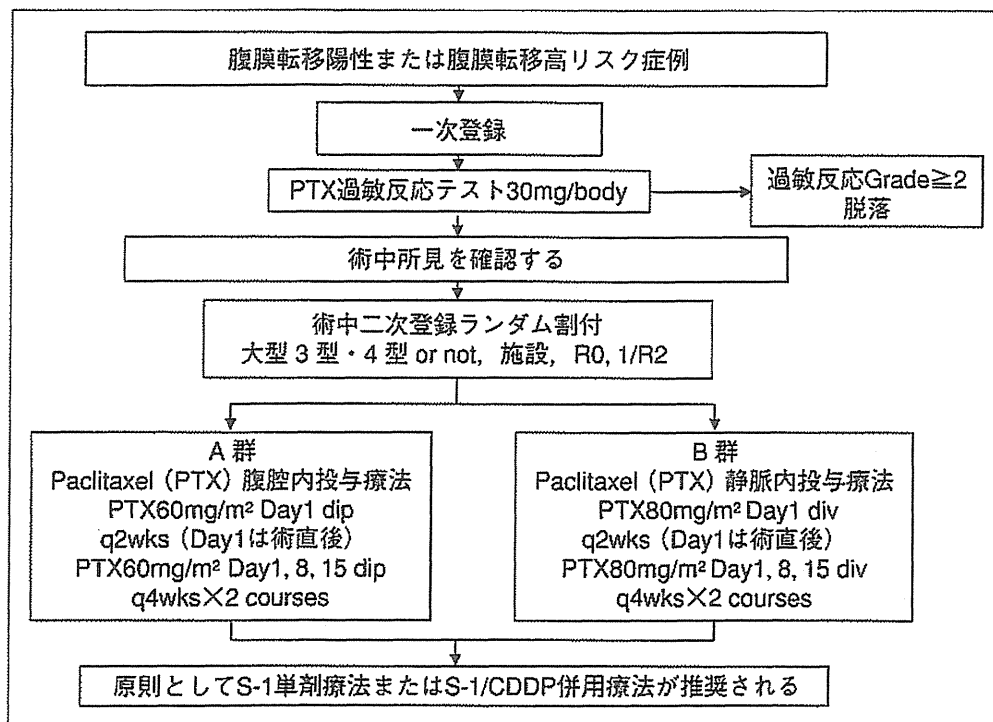 腹膜転移陽性または腹膜転移高リスク症例
一次登録
PTX過敏反応テスト30mg/body
過敏反応Grade≧2
脱落
術中所見を確認する
術中二次登録ランダム割付
大型3型・4型 or not, 施設, R0, 1/R2
A 群
Paclitaxel (PTX) 腹腔内投与療法
PTX60mg/m² Day1 dip
q2wks (Day1は術直後)
PTX60mg/m² Day1, 8, 15 dip
q4wks×2 courses
B 群
Paclitaxel (PTX) 静脈内投与療法
PTX80mg/m² Day1 div
q2wks (Day1は術直後)
PTX80mg/m² Day1, 8, 15 div
q4wks×2 courses
原則としてS-1単剤療法またはS-1/CDDP併用療法が推奨される